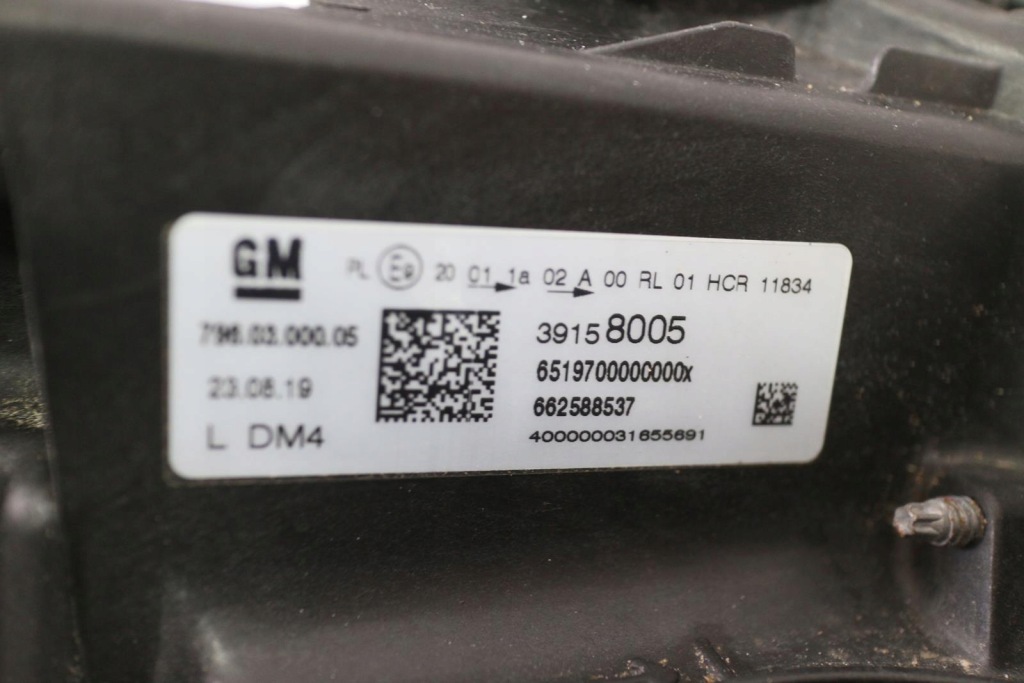 GM
PL E9 20 01 1a 02 A 00 RL 01 HCR 11834
796.03.000.05
39158005
651970000C000X
23.08.19
662588537
L DM4
400000031655691